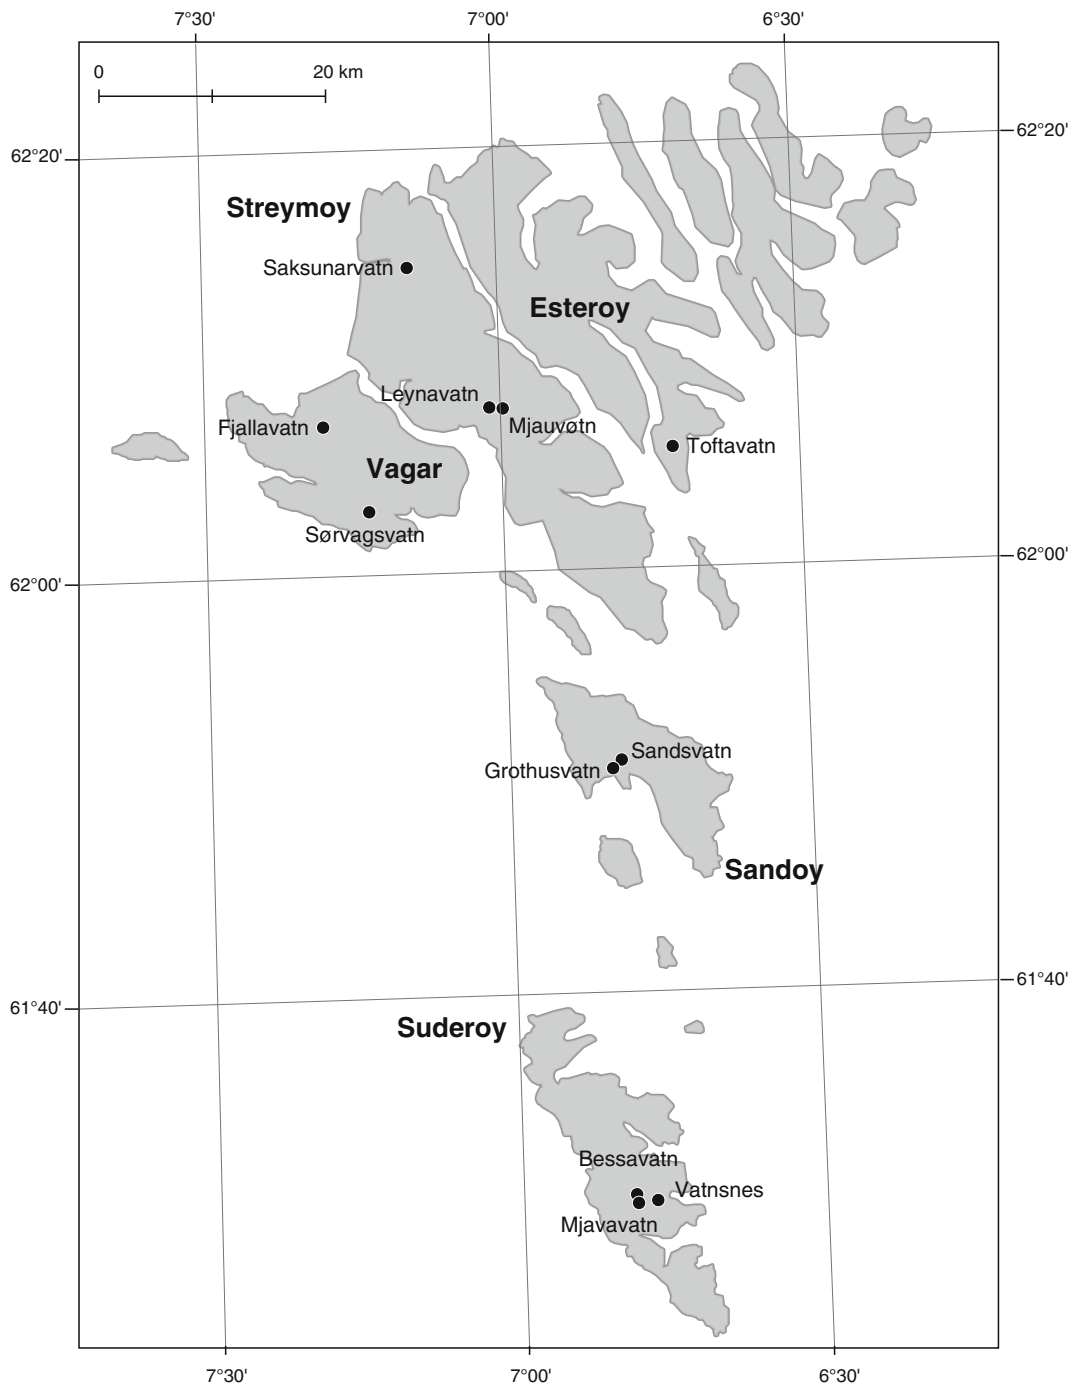 7°30' 7°00' 6°30'
0 20 km
62°20'
62°20'
Streymoy
Saksunarvatn
Esteroy
Leynavatn
Mjauvøtn
Fjallavatn
Toftavatn
Vagar
Sørvagsvatn
62°00'
62°00'
Sandsvatn
Grothusvatn
Sandoy
61°40'
61°40'
Suderoy
Bessavatn
Vatnsnes
Mjavavatn
7°30' 7°00' 6°30'